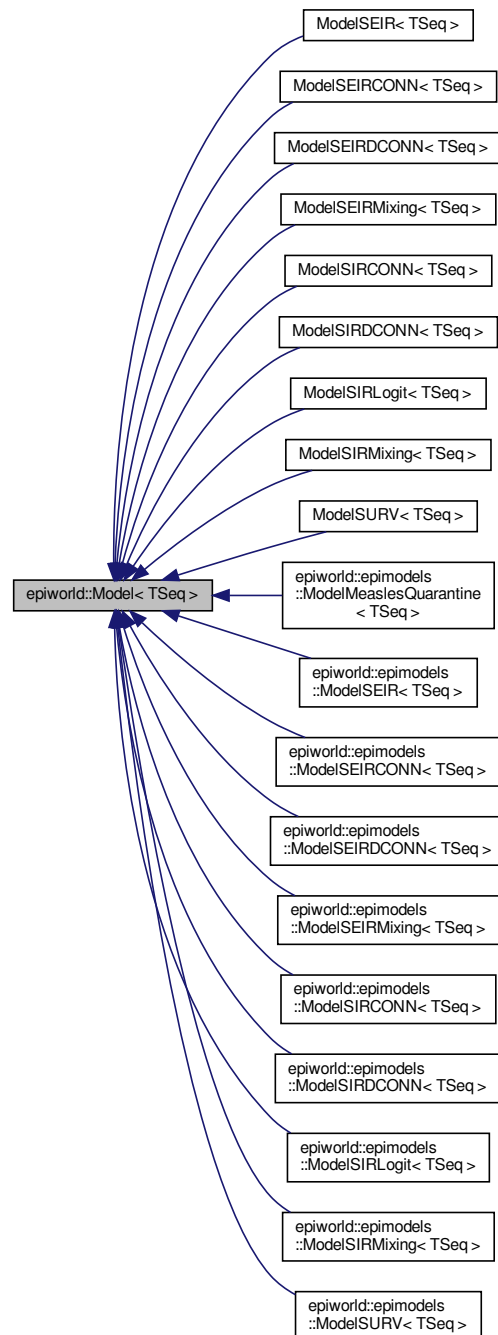 ModelSEIR< TSeq >
ModelSEIRCONN< TSeq >
ModelSEIRDCONN< TSeq >
ModelSEIRMixing< TSeq >
ModelSIRCONN< TSeq >
ModelSIRDCONN< TSeq >
ModelSIRLogit< TSeq >
ModelSIRMixing< TSeq >
ModelSURV< TSeq >
epiworld::Model< TSeq >
epiworld::epimodels
::ModelMeaslesQuarantine
< TSeq >
epiworld::epimodels
::ModelSEIR< TSeq >
epiworld::epimodels
::ModelSEIRCONN< TSeq >
epiworld::epimodels
::ModelSEIRDCONN< TSeq >
epiworld::epimodels
::ModelSEIRMixing< TSeq >
epiworld::epimodels
::ModelSIRCONN< TSeq >
epiworld::epimodels
::ModelSIRDCONN< TSeq >
epiworld::epimodels
::ModelSIRLogit< TSeq >
epiworld::epimodels
::ModelSIRMixing< TSeq >
epiworld::epimodels
::ModelSURV< TSeq >